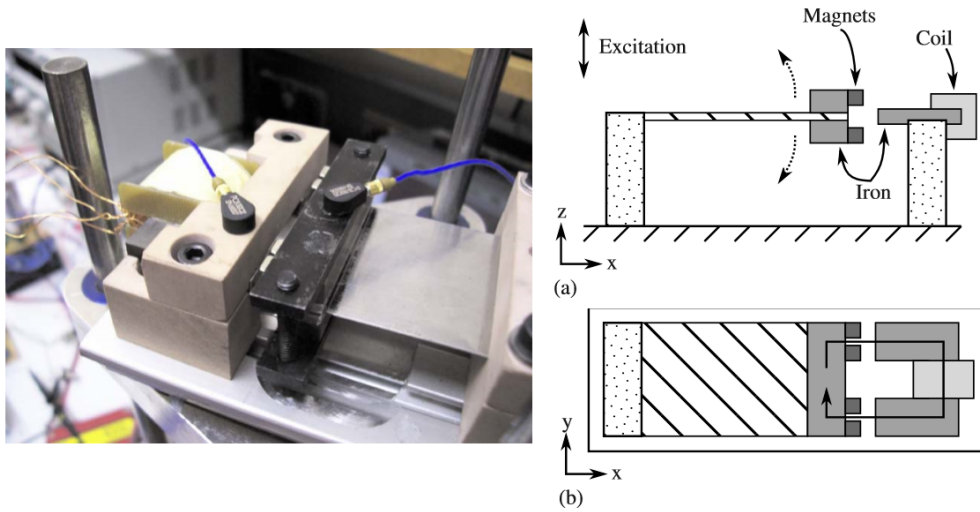 Excitation
Magnets
Coil
Iron
z
x
(a)
y
x
(b)